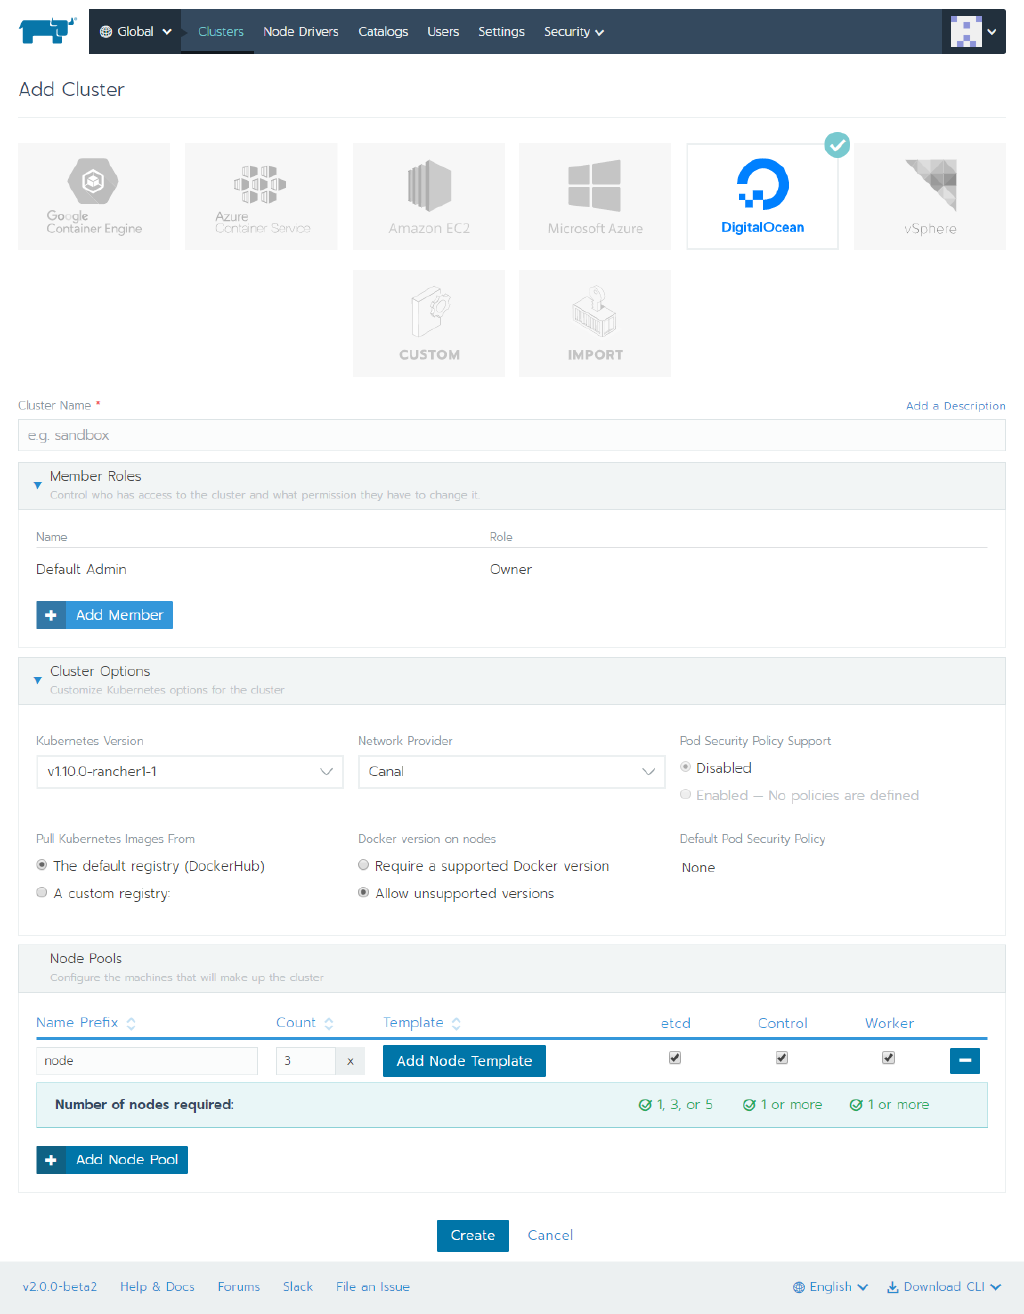 Global Clusters Node Drivers Catalogs Users Settings Security
Add Cluster
Google
Container Engine
Azure
Container Service
Amazon EC2
Microsoft Azure
DigitalOcean
vSphere
CUSTOM
IMPORT
Cluster Name * Add a Description
e.g. sandbox
Member Roles
Control who has access to the cluster and what permission they have to change it.
Name Role
Default Admin Owner
+ Add Member
Cluster Options
Customize Kubernetes options for the cluster
Kubernetes Version Network Provider Pod Security Policy Support
v1.10.0-rancher1-1 Canal Disabled
Enabled — No policies are defined
Pull Kubernetes Images From Docker version on nodes Default Pod Security Policy
The default registry (DockerHub) Require a supported Docker version None
A custom registry: Allow unsupported versions
Node Pools
Configure the machines that will make up the cluster
Name Prefix Count Template etcd Control Worker
node 3 x Add Node Template
Number of nodes required: 1, 3, or 5 1 or more 1 or more
+ Add Node Pool
Create Cancel
v2.0.0-beta2 Help & Docs Forums Slack File an Issue English Download CLI